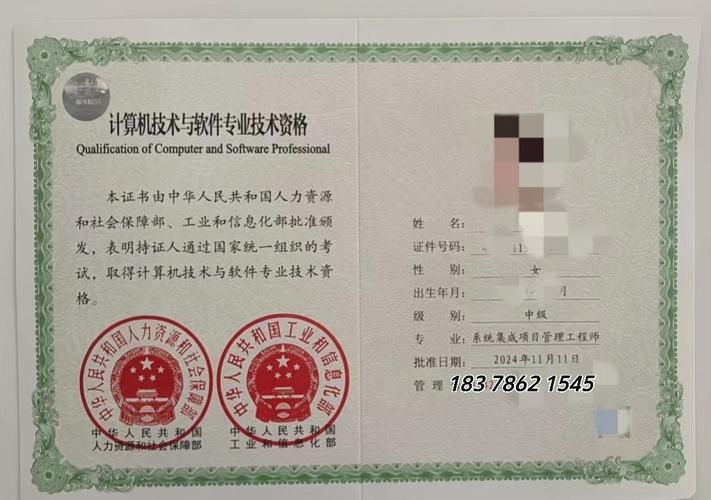 计算机技术与软件专业技术资格
Qualification of Computer and Software Professional
本证书由中华人民共和国人力资源
和社会保障部、工业和信息化部批准颁
发，表明持证人通过国家统一组织的考
试，取得计算机技术与软件专业技术资
格。
中华人民共和国人力资源和社会保障部
中华人民共和国工业和信息化部
中华人民共和国
人力资源和社会保障部
中华人民共和国
工业和信息化部
姓 名：
证件号码：
性 别： 女
出生年月： 月
级 别： 中级
专 业： 系统集成项目管理工程师
批准日期： 2024年11月11日
管 理
183 7862 1545